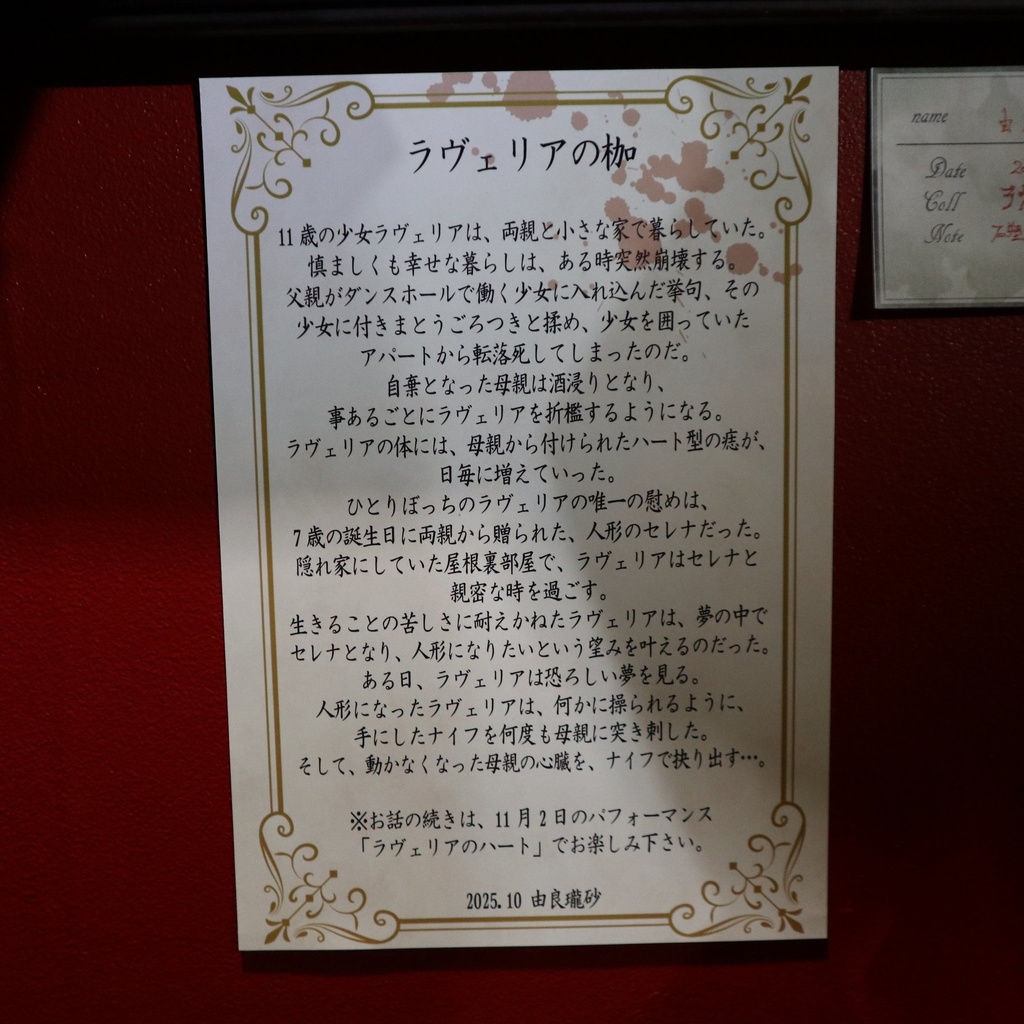 ラヴェリアの枷
11歳の少女ラヴェリアは、両親と小さな家で暮らしていた。
慎ましくも幸せな暮らしは、ある時突然崩壊する。
父親がダンスホールで働く少女に入れ込んだ挙句、その
少女に付きまとうごろつきと揉め、少女を囲っていた
アパートから転落死してしまったのだ。
自棄となった母親は酒浸りとなり、
事あるごとにラヴェリアを折檻するようになる。
ラヴェリアの体には、母親から付けられたハート型の痣が、
日毎に増えていった。
ひとりぼっちのラヴェリアの唯一の慰めは、
7歳の誕生日に両親から贈られた、人形のセレナだった。
隠れ家にしていた屋根裏部屋で、ラヴェリアはセレナと
親密な時を過ごす。
生きることの苦しさに耐えかねたラヴェリアは、夢の中で
セレナとなり、人形になりたいという望みを叶えるのだった。
ある日、ラヴェリアは恐ろしい夢を見る。
人形になったラヴェリアは、何かに操られるように、
手にしたナイフを何度も母親に突き刺した。
そして、動かなくなった母親の心臓を、ナイフで抉り出す…。
※お話の続きは、11月2日のパフォーマンス
「ラヴェリアのハート」でお楽しみ下さい。
2025.10 由良瓏砂
name 由
Date 2
Coll ラ
Note